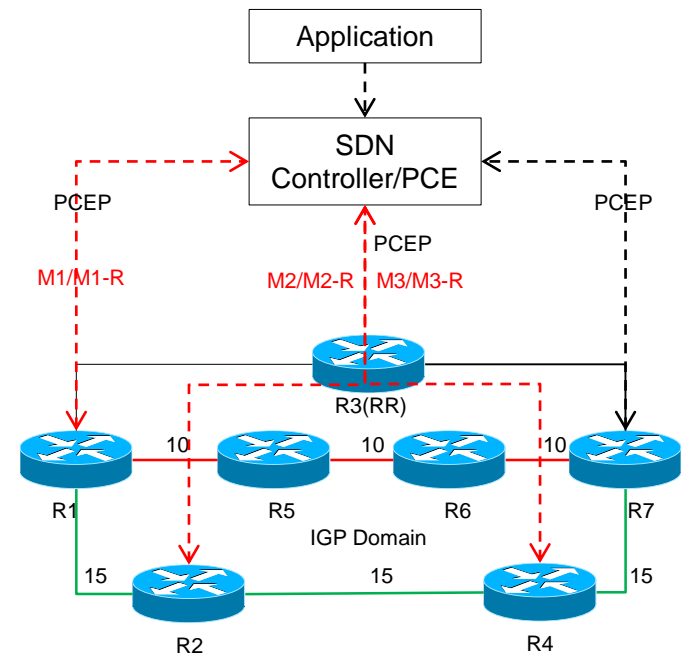 Application
SDN
Controller/PCE
PCEP
PCEP
PCEP
M1/M1-R
M2/M2-R
M3/M3-R
R3(RR)
10
10
10
R1
R5
R6
R7
IGP Domain
15
15
15
R2
R4